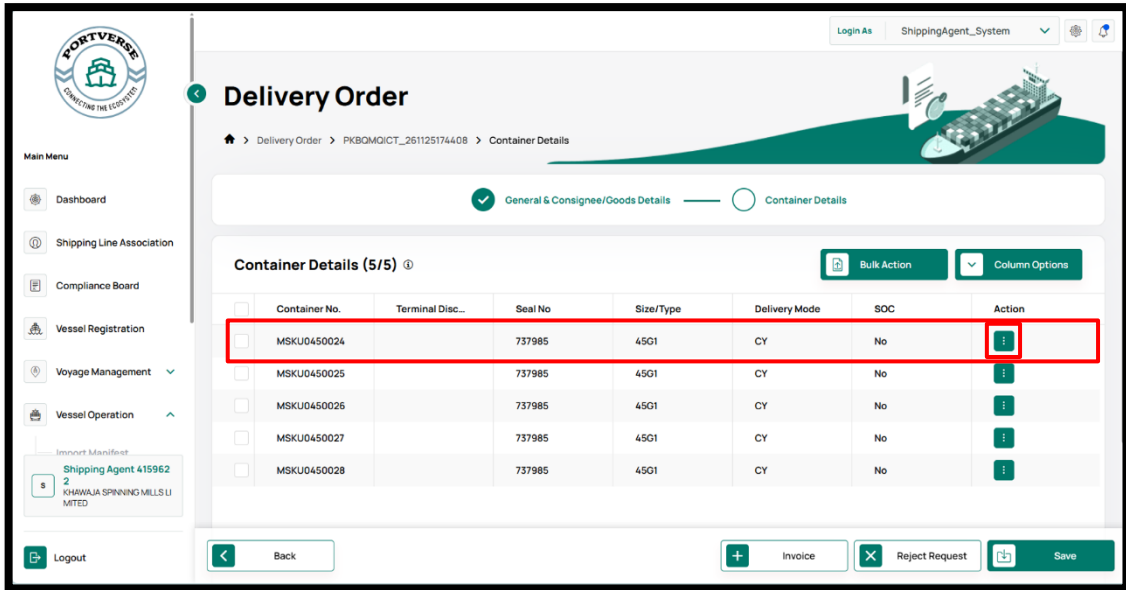 PORTVERSE
CONNECTING THE ECOSYSTEM
Login As ShippingAgent_System
Delivery Order
> Delivery Order > PKBQMQICT_261125174408 > Container Details
Main Menu
Dashboard
Shipping Line Association
Compliance Board
Vessel Registration
Voyage Management
Vessel Operation
Import Manifest
Shipping Agent 415962
2
S
KHAWAJA SPINNING MILLS LI
MITED
Logout
General & Consignee/Goods Details Container Details
Container Details (5/5)
Bulk Action Column Options
Container No. Terminal Disc... Seal No Size/Type Delivery Mode SOC Action
MSKU0450024 737985 45G1 CY No
MSKU0450025 737985 45G1 CY No
MSKU0450026 737985 45G1 CY No
MSKU0450027 737985 45G1 CY No
MSKU0450028 737985 45G1 CY No
Back Invoice Reject Request Save